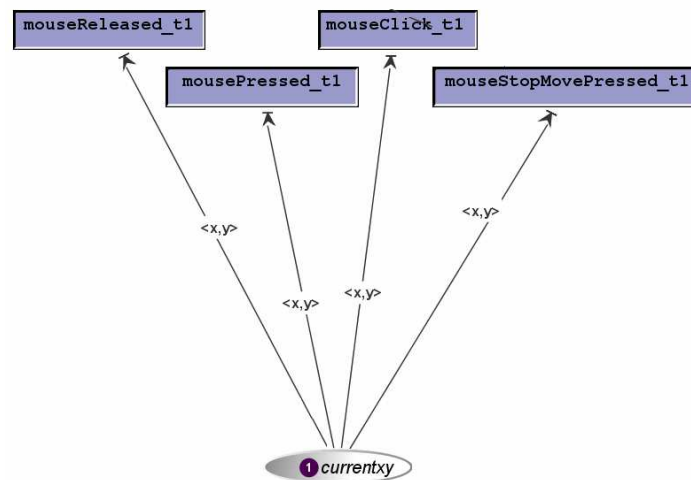 mouseReleased_t1
mouseClick_t1
mousePressed_t1
mouseStopMovePressed_t1
<x,y>
<x,y>
<x,y>
<x,y>
1 currentxy